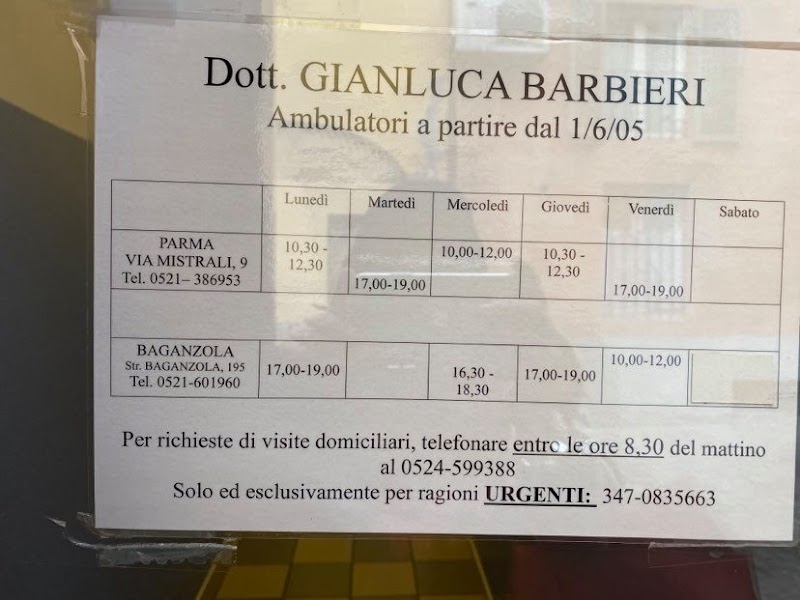 Dott. GIANLUCA BARBIERI
Ambulatori a partire dal 1/6/05
Lunedì Martedì Mercoledì Giovedì Venerdì Sabato
PARMA
VIA MISTRALI, 9
Tel. 0521– 386953
10,30 -
12,30
17,00-19,00
10,00-12,00
10,30 -
12,30
17,00-19,00
BAGANZOLA
Str. BAGANZOLA, 195
Tel. 0521-601960
17,00-19,00
16,30 -
18,30
17,00-19,00
10,00-12,00
Per richieste di visite domiciliari, telefonare entro le ore 8,30 del mattino
al 0524-599388
Solo ed esclusivamente per ragioni URGENTI: 347-0835663